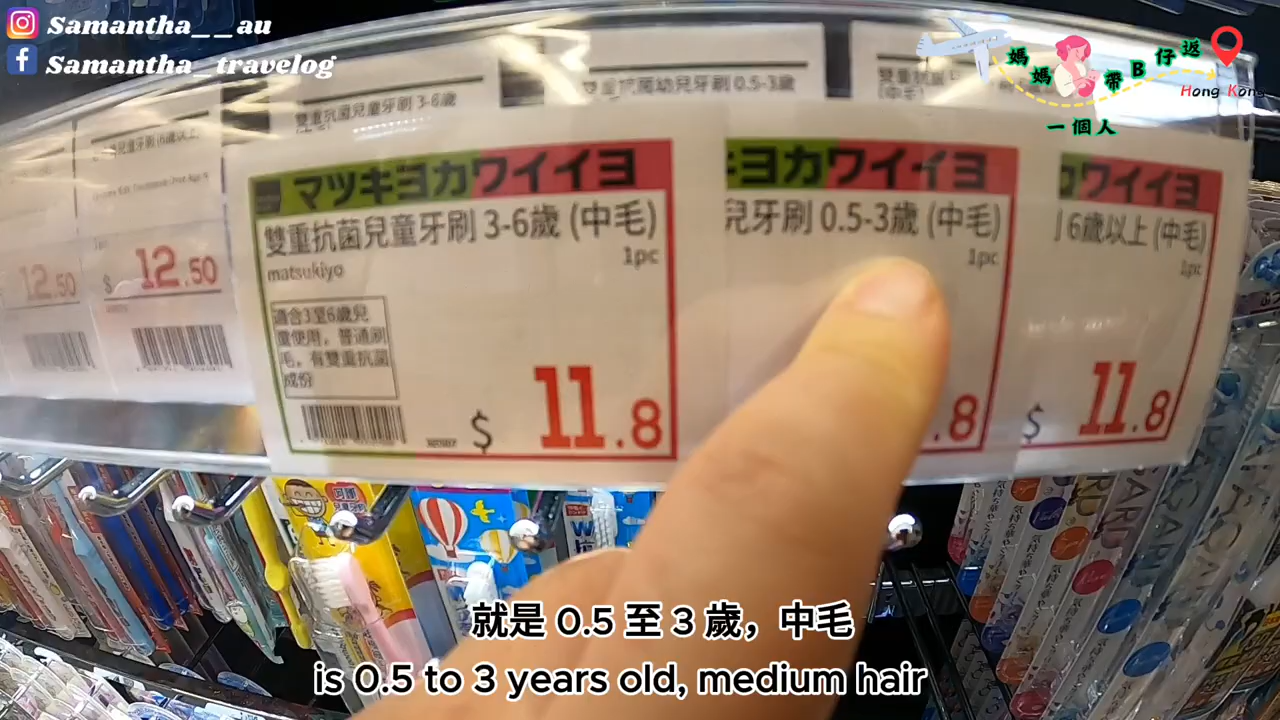 Samantha__au
Samantha_travelog
媽媽帶B仔返
Hong Kong
一個人
雙重抗菌兒童牙刷 3-6歲
雙重抗菌幼兒牙刷 0.5-3歲
(中毛)
12.50
$ 12.50
マツキヨカワイイヨ
雙重抗菌兒童牙刷 3-6歲 (中毛)
1pc
matsukiyo
適合3至6歲兒
童使用，普通刷
毛，有雙重抗菌
成份
$ 11.8
キヨカワイイヨ
兒牙刷 0.5-3歲 (中毛)
1pc
.8
ワイイヨ
6歲以上 (中毛)
1pc
$ 11.8
就是 0.5 至 3 歲，中毛
is 0.5 to 3 years old, medium hair